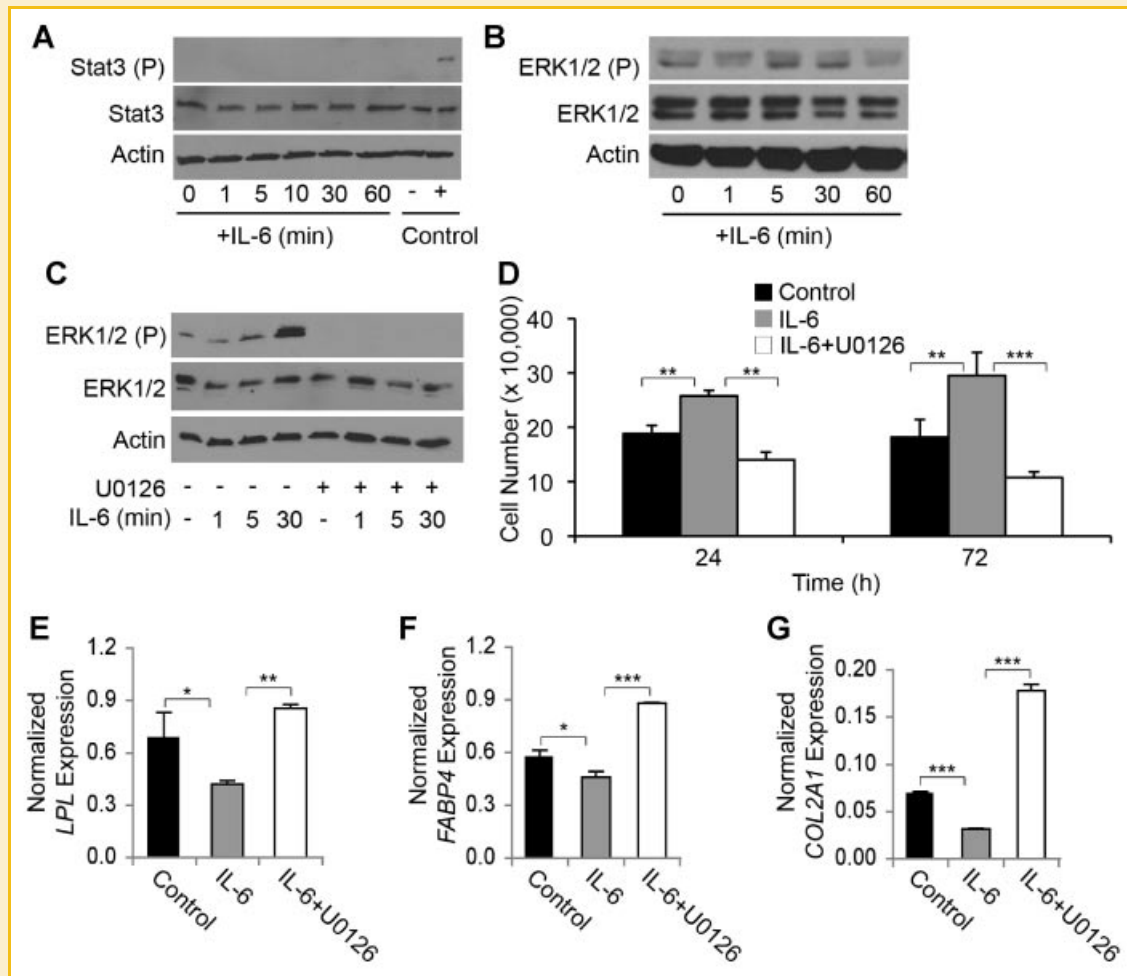 A
Stat3 (P)
Stat3
Actin
0 1 5 10 30 60 - +
+IL-6 (min) Control
B
ERK1/2 (P)
ERK1/2
Actin
0 1 5 30 60
+IL-6 (min)
C
ERK1/2 (P)
ERK1/2
Actin
U0126 - - - - + + + +
IL-6 (min) - 1 5 30 - 1 5 30
D
Control
IL-6
IL-6+U0126
Cell Number (x 10,000)
40
30
20
10
0
** ** ** ***
24 72
Time (h)
E
Normalized
LPL Expression
1.2
0.9
0.6
0.3
0.0
* **
Control IL-6 IL-6+U0126
F
Normalized
FABP4 Expression
1.2
0.9
0.6
0.3
0.0
* ***
Control IL-6 IL-6+U0126
G
Normalized
COL2A1 Expression
0.20
0.15
0.10
0.05
0.00
*** ***
Control IL-6 IL-6+U0126